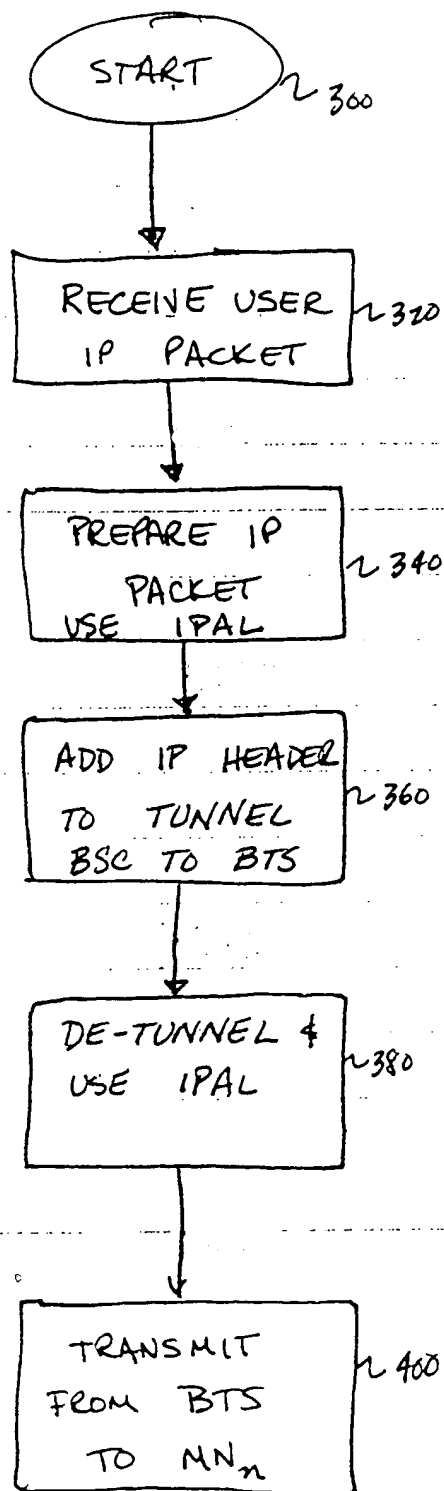 START
300
RECEIVE USER
IP PACKET
320
PREPARE IP
PACKET
USE IPAL
340
ADD IP HEADER
TO TUNNEL
BSC TO BTS
360
DE-TUNNEL &
USE IPAL
380
TRANSMIT
FROM BTS
TO MNn
400